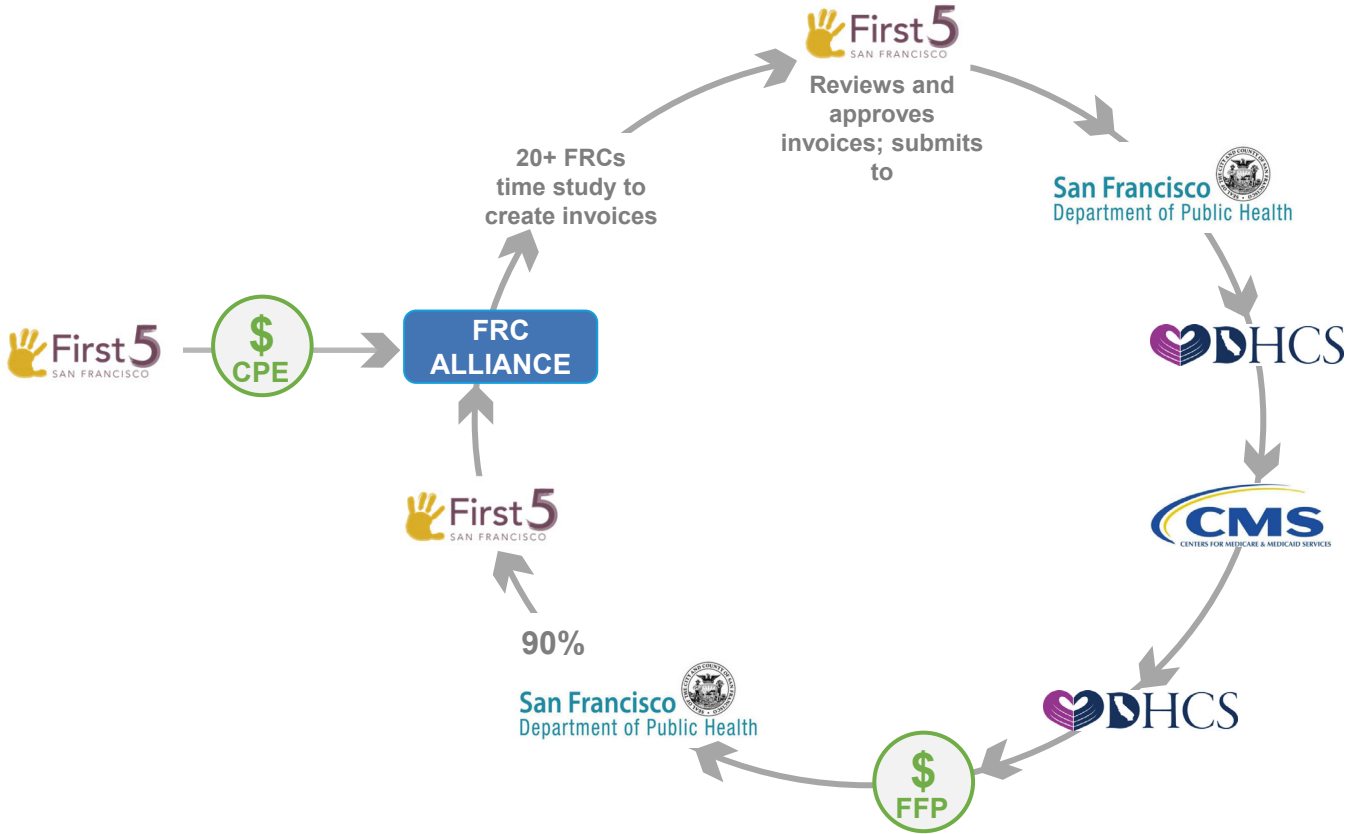 First 5
SAN FRANCISCO
Reviews and
approves
invoices; submits
to
20+ FRCs
time study to
create invoices
San Francisco
Department of Public Health
First 5
SAN FRANCISCO
$
CPE
FRC
ALLIANCE
DHCS
First 5
SAN FRANCISCO
CMS
CENTERS FOR MEDICARE & MEDICAID SERVICES
90%
San Francisco
Department of Public Health
DHCS
$
FFP